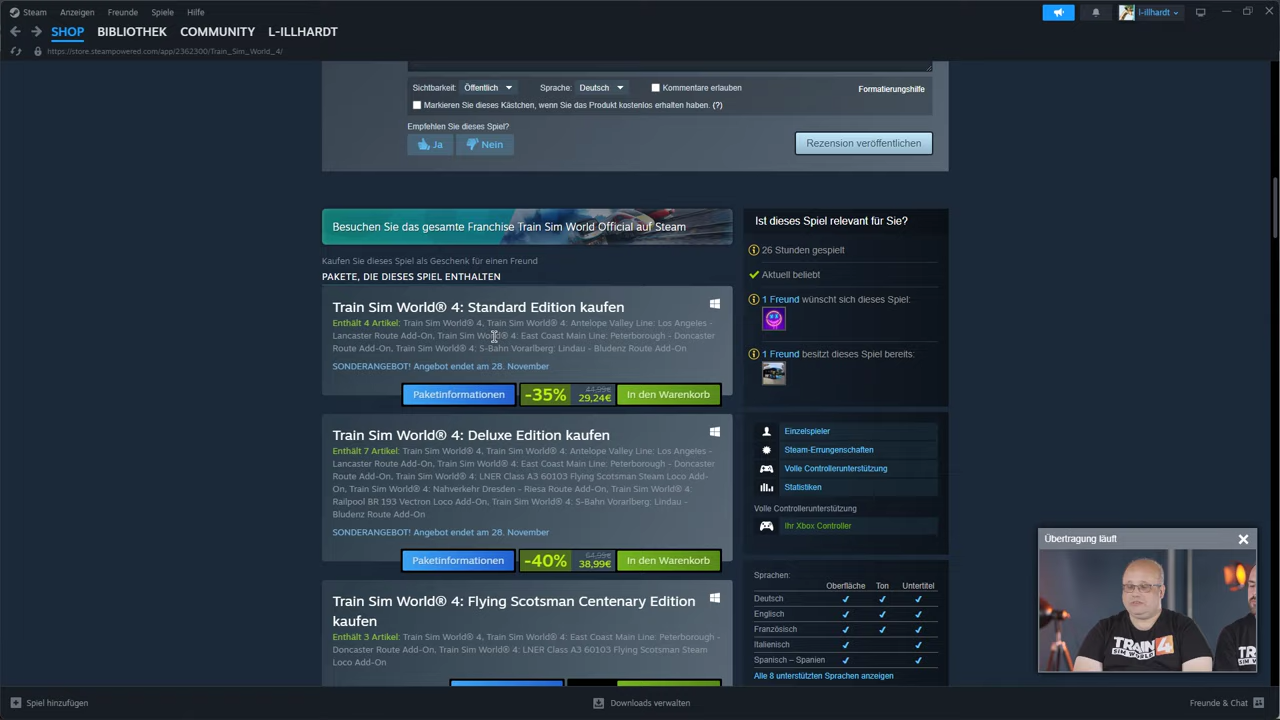 Steam Anzeigen Freunde Spiele Hilfe
l-illhardt
SHOP BIBLIOTHEK COMMUNITY L-ILLHARDT
https://store.steampowered.com/app/2362300/Train_Sim_World_4/
Sichtbarkeit: Öffentlich Sprache: Deutsch Kommentare erlauben
Formatierungshilfe
Markieren Sie dieses Kästchen, wenn Sie das Produkt kostenlos erhalten haben. (?)
Empfehlen Sie dieses Spiel?
Ja Nein
Rezension veröffentlichen
Besuchen Sie das gesamte Franchise Train Sim World Official auf Steam
Kaufen Sie dieses Spiel als Geschenk für einen Freund
PAKETE, DIE DIESES SPIEL ENTHALTEN
Train Sim World® 4: Standard Edition kaufen
Enthält 4 Artikel: Train Sim World® 4, Train Sim World® 4: Antelope Valley Line: Los Angeles -
Lancaster Route Add-On, Train Sim World® 4: East Coast Main Line: Peterborough - Doncaster
Route Add-On, Train Sim World® 4: S-Bahn Vorarlberg: Lindau - Bludenz Route Add-On
SONDERANGEBOT! Angebot endet am 28. November
Paketinformationen -35% 44,99€ 29,24€ In den Warenkorb
Train Sim World® 4: Deluxe Edition kaufen
Enthält 7 Artikel: Train Sim World® 4, Train Sim World® 4: Antelope Valley Line: Los Angeles -
Lancaster Route Add-On, Train Sim World® 4: East Coast Main Line: Peterborough - Doncaster
Route Add-On, Train Sim World® 4: LNER Class A3 60103 Flying Scotsman Steam Loco Add-
On, Train Sim World® 4: Nahverkehr Dresden - Riesa Route Add-On, Train Sim World® 4:
Railpool BR 193 Vectron Loco Add-On, Train Sim World® 4: S-Bahn Vorarlberg: Lindau -
Bludenz Route Add-On
SONDERANGEBOT! Angebot endet am 28. November
Paketinformationen -40% 64,99€ 38,99€ In den Warenkorb
Train Sim World® 4: Flying Scotsman Centenary Edition
kaufen
Enthält 3 Artikel: Train Sim World® 4, Train Sim World® 4: East Coast Main Line: Peterborough -
Doncaster Route Add-On, Train Sim World® 4: LNER Class A3 60103 Flying Scotsman Steam
Loco Add-On
Ist dieses Spiel relevant für Sie?
26 Stunden gespielt
Aktuell beliebt
1 Freund wünscht sich dieses Spiel:
1 Freund besitzt dieses Spiel bereits:
Einzelspieler
Steam-Errungenschaften
Volle Controllerunterstützung
Statistiken
Volle Controllerunterstützung
Ihr Xbox Controller
Sprachen:
Oberfläche Ton Untertitel
Deutsch
Englisch
Französisch
Italienisch
Spanisch – Spanien
Alle 8 unterstützten Sprachen anzeigen
Übertragung läuft
TRAIN
SIM WORLD 4
Spiel hinzufügen
Downloads verwalten
Freunde & Chat